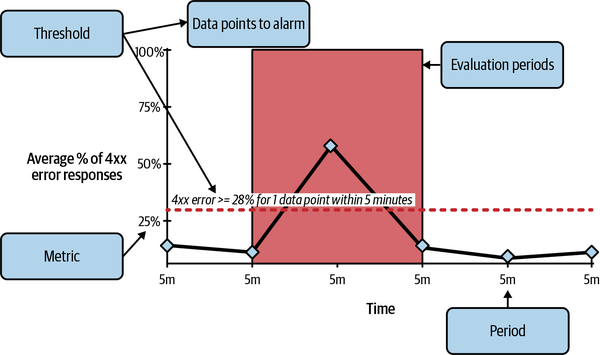 Threshold
Data points to alarm
Evaluation periods
100%
75%
50%
25%
Average % of 4xx
error responses
4xx error >= 28% for 1 data point within 5 minutes
Metric
5m
5m
5m
5m
5m
5m
Time
Period